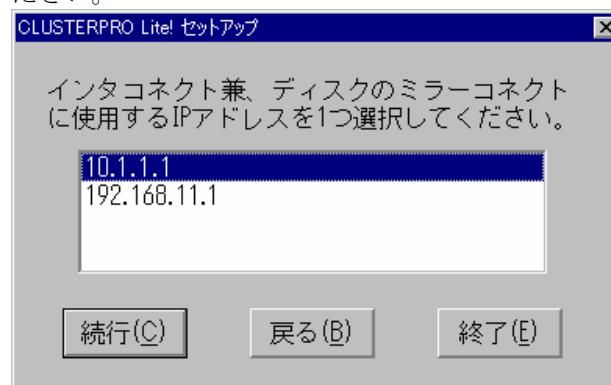 ださい。
CLUSTERPRO Lite! セットアップ
インタコネクト兼、ディスクのミラーコネクト
に使用するIPアドレスを1つ選択してください。
10.1.1.1
192.168.11.1
続行(C) 戻る(B) 終了(E)